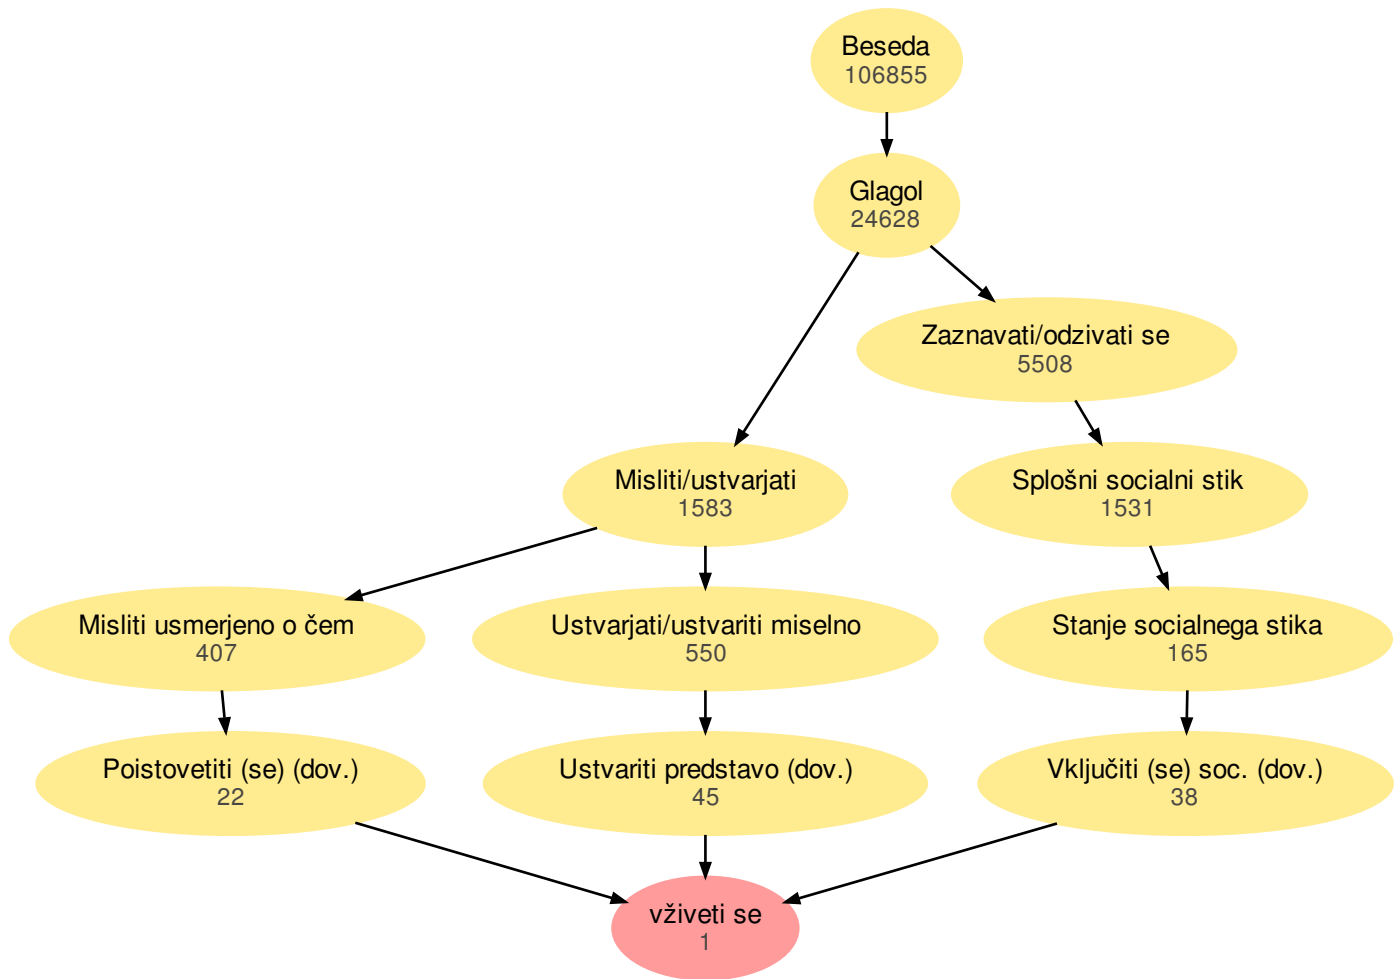 Beseda
106855
Glagol
24628
Zaznavati/odzivati se
5508
Misliti/ustvarjati
1583
Splošni socialni stik
1531
Misliti usmerjeno o čem
407
Ustvarjati/ustvariti miselno
550
Stanje socialnega stika
165
Poistovetiti (se) (dov.)
22
Ustvariti predstavo (dov.)
45
Vključiti (se) soc. (dov.)
38
vživeti se
1